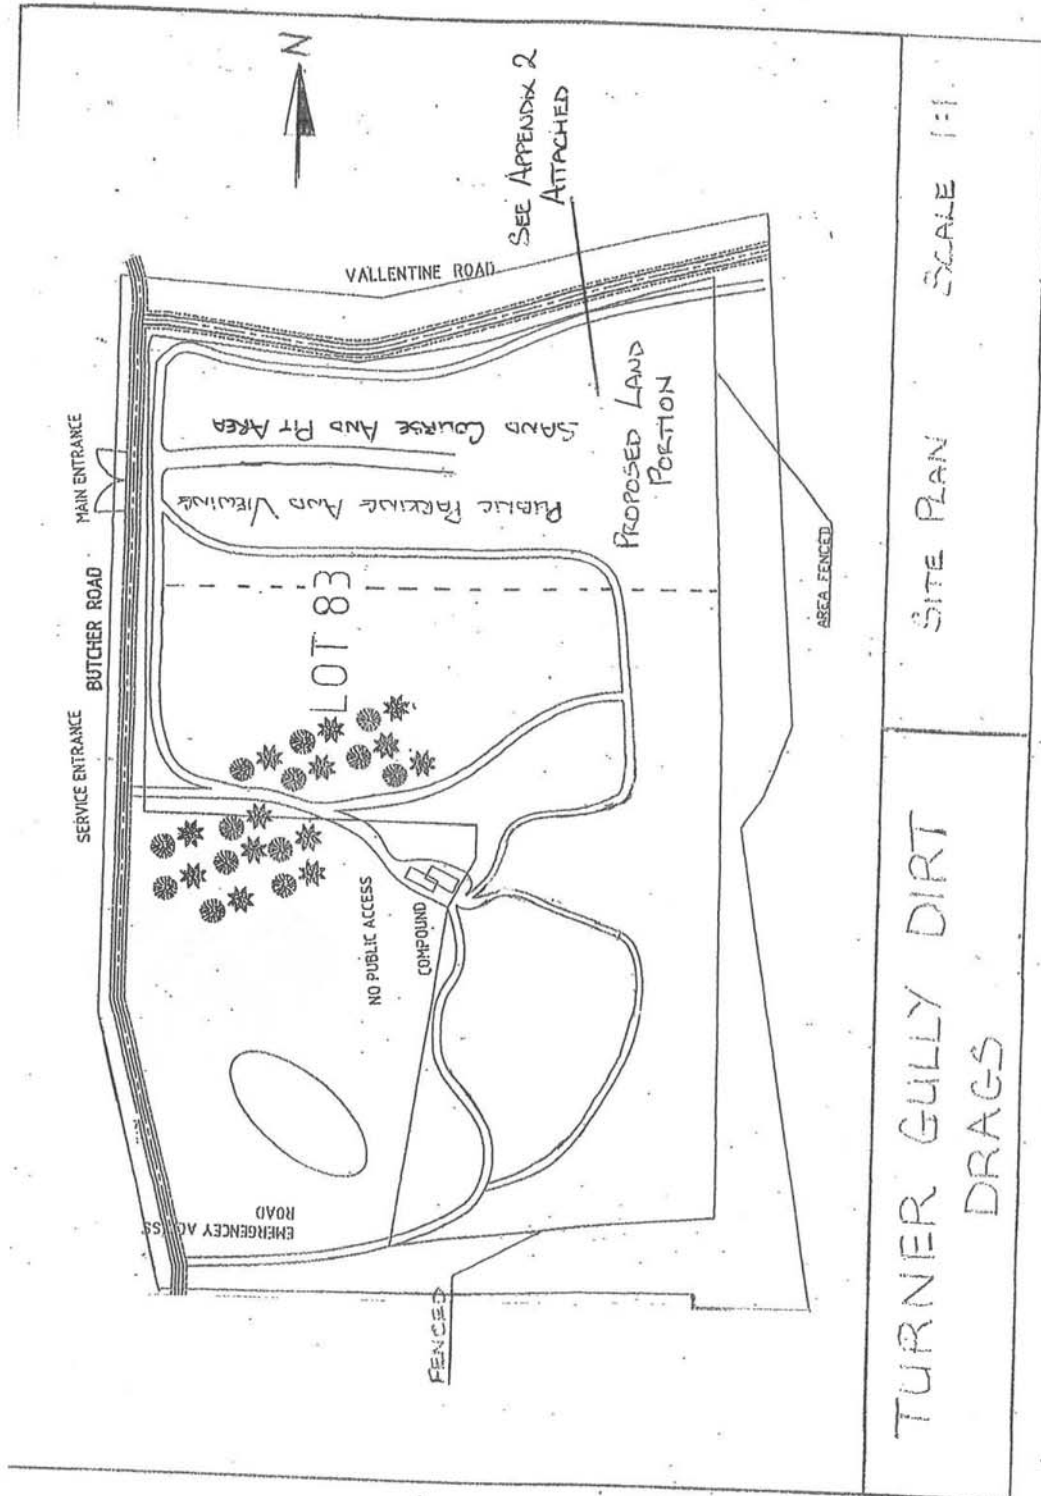 N
SEE APPENDIX 2
ATTACHED
VALLENTINE ROAD
MAIN ENTRANCE
BUTCHER ROAD
SERVICE ENTRANCE
SAND COURSE AND PIT AREA
PUBLIC PARKING AND VIEWING
PROPOSED LAND
PORTION
LOT 83
AREA FENCED
NO PUBLIC ACCESS
COMPOUND
EMERGENCEY
ROAD
FENCED
SITE PLAN
SCALE
TURNER GULLY DIRT
DRAGS